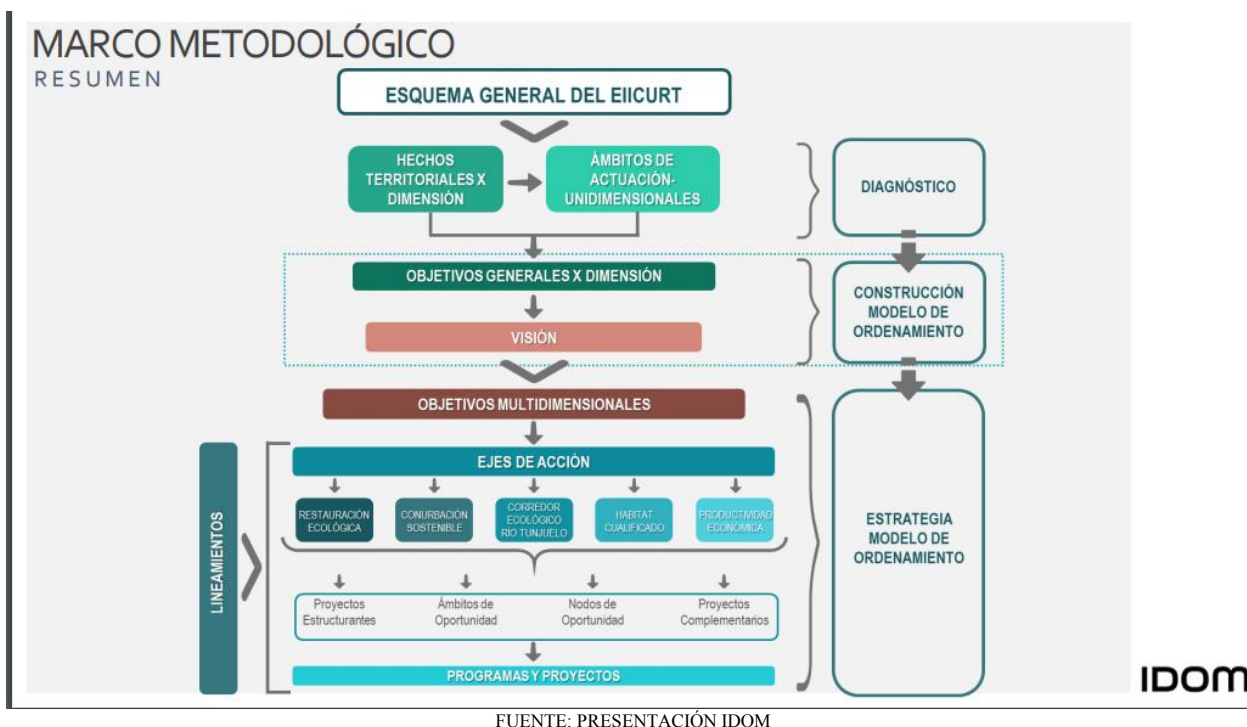 MARCO METODOLÓGICO
RESUMEN
ESQUEMA GENERAL DEL EIICURT
HECHOS
TERRITORIALES X
DIMENSIÓN
ÁMBITOS DE
ACTUACIÓN-
UNIDIMENSIONALES
DIAGNÓSTICO
OBJETIVOS GENERALES X DIMENSIÓN
VISIÓN
CONSTRUCCIÓN
MODELO DE
ORDENAMIENTO
OBJETIVOS MULTIDIMENSIONALES
EJES DE ACCIÓN
RESTAURACIÓN
ECOLÓGICA
CONURBACIÓN
SOSTENIBLE
CORREDOR
ECOLÓGICO
RÍO TUNJUELO
HABITAT
CUALIFICADO
PRODUCTIVIDAD
ECONÓMICA
LINEAMIENTOS
Proyectos
Estructurantes
Ámbitos de
Oportunidad
Nodos de
Oportunidad
Proyectos
Complementarios
PROGRAMAS Y PROYECTOS
ESTRATEGIA
MODELO DE
ORDENAMIENTO
IDOM
FUENTE: PRESENTACIÓN IDOM